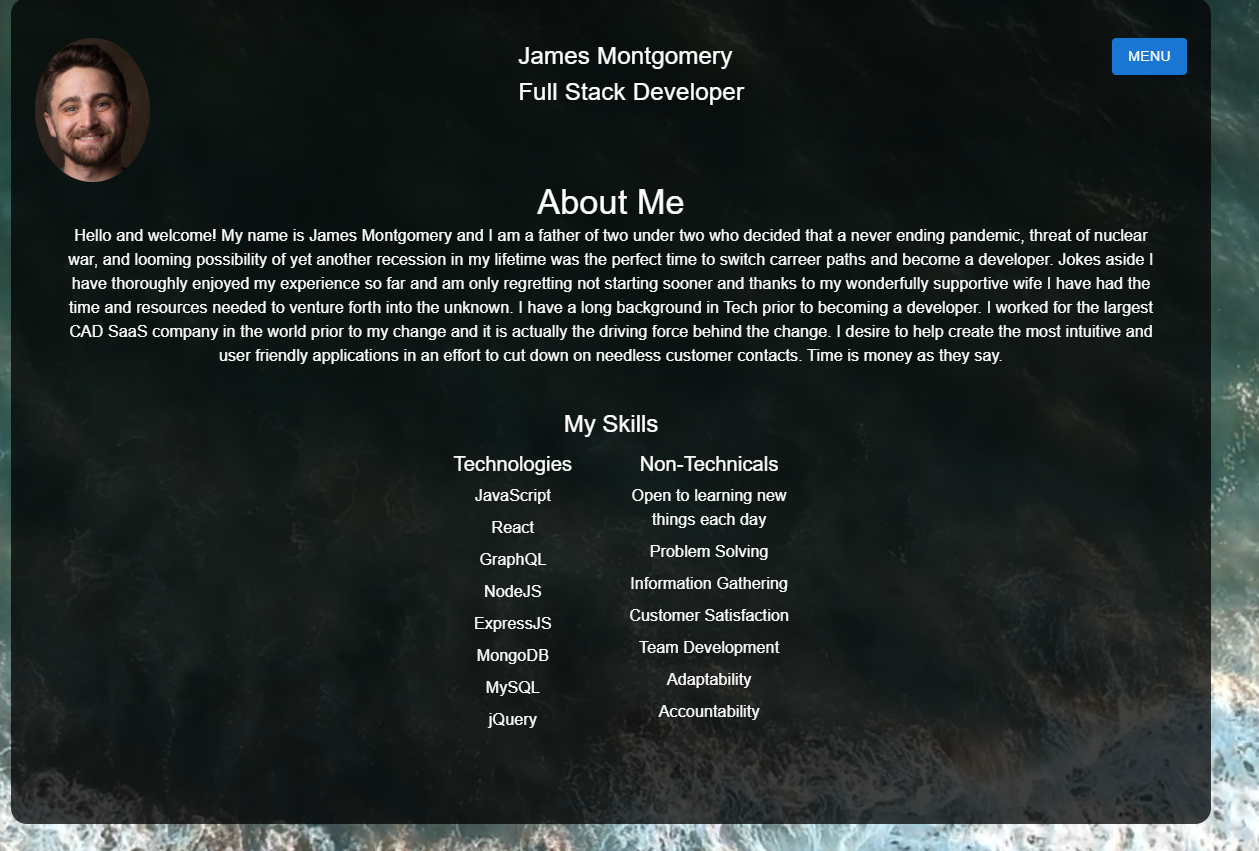 James Montgomery
MENU
Full Stack Developer
About Me
Hello and welcome! My name is James Montgomery and I am a father of two under two who decided that a never ending pandemic, threat of nuclear
war, and looming possibility of yet another recession in my lifetime was the perfect time to switch carreer paths and become a developer. Jokes aside I
have thoroughly enjoyed my experience so far and am only regretting not starting sooner and thanks to my wonderfully supportive wife I have had the
time and resources needed to venture forth into the unknown. I have a long background in Tech prior to becoming a developer. I worked for the largest
CAD SaaS company in the world prior to my change and it is actually the driving force behind the change. I desire to help create the most intuitive and
user friendly applications in an effort to cut down on needless customer contacts. Time is money as they say.
My Skills
Technologies
JavaScript
React
GraphQL
NodeJS
ExpressJS
MongoDB
MySQL
jQuery
Non-Technicals
Open to learning new
things each day
Problem Solving
Information Gathering
Customer Satisfaction
Team Development
Adaptability
Accountability